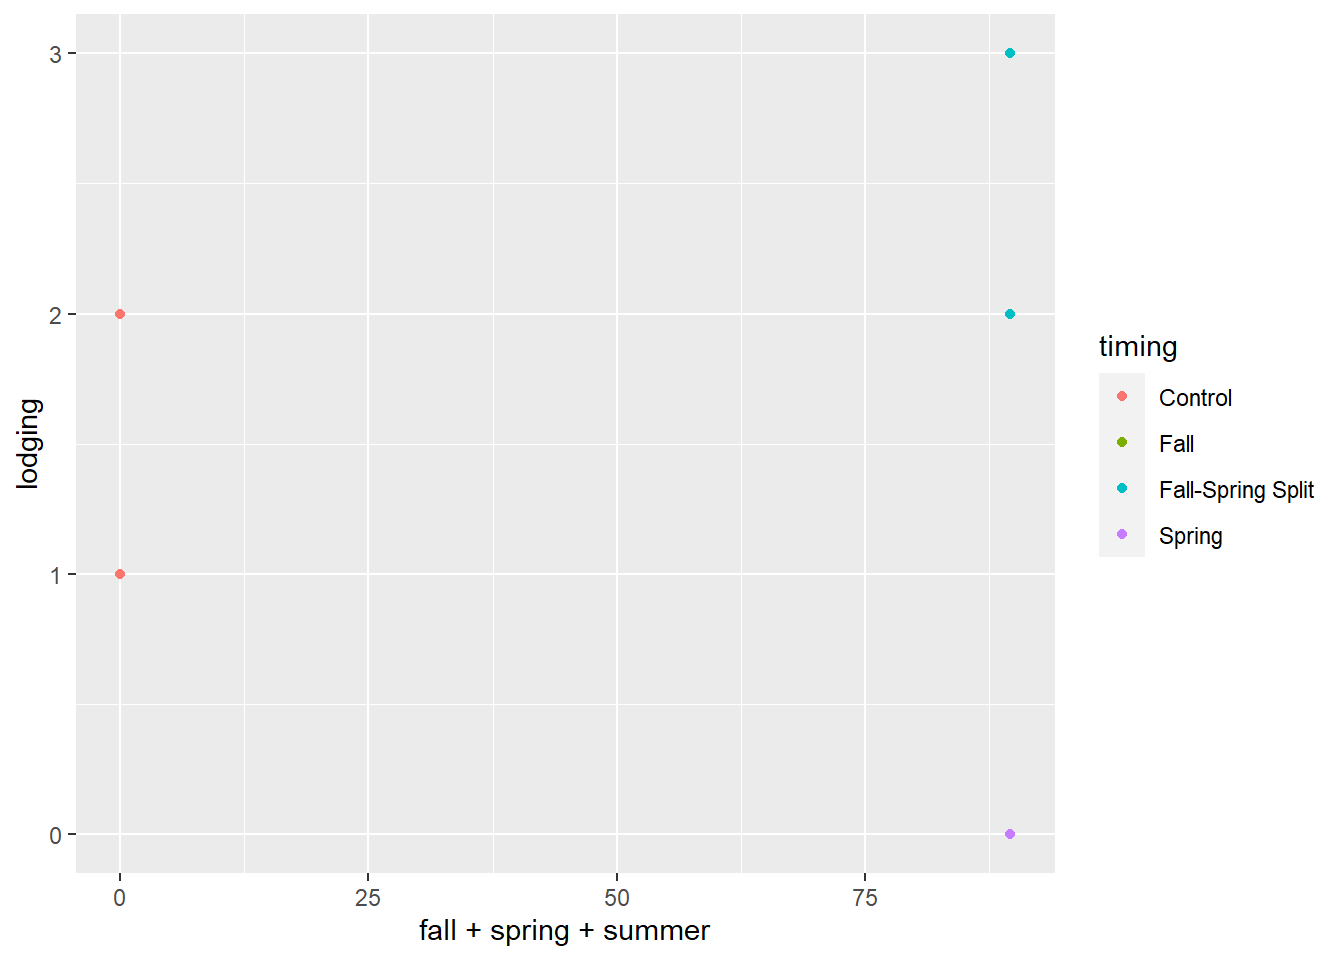 3
2
1
0
lodging
0 25 50 75
fall + spring + summer
timing
Control
Fall
Fall-Spring Split
Spring